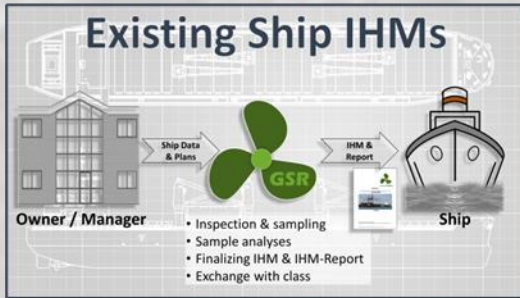 Existing Ship IHMs
Ship Data
& Plans
GSR
IHM &
Report
Owner / Manager
Ship
• Inspection & sampling
• Sample analyses
• Finalizing IHM & IHM-Report
• Exchange with class